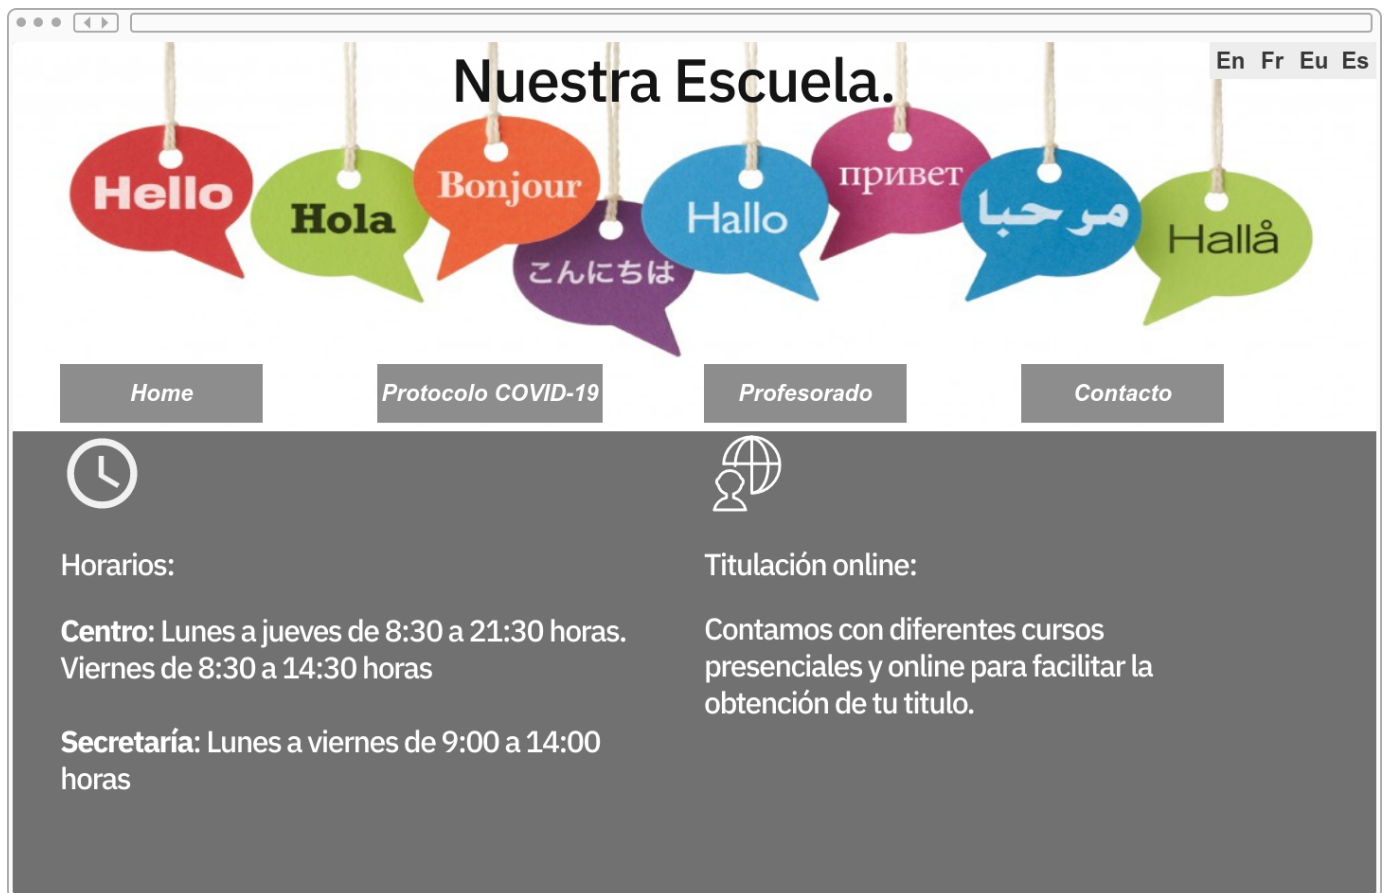 Nuestra Escuela.
En Fr Eu Es
Hello
Hola
Bonjour
こんにちは
Hallo
привет
مرحبا
Hallå
Home
Protocolo COVID-19
Profesorado
Contacto
Horarios:
Centro: Lunes a jueves de 8:30 a 21:30 horas.
Viernes de 8:30 a 14:30 horas
Secretaría: Lunes a viernes de 9:00 a 14:00
horas
Titulación online:
Contamos con diferentes cursos
presenciales y online para facilitar la
obtención de tu titulo.